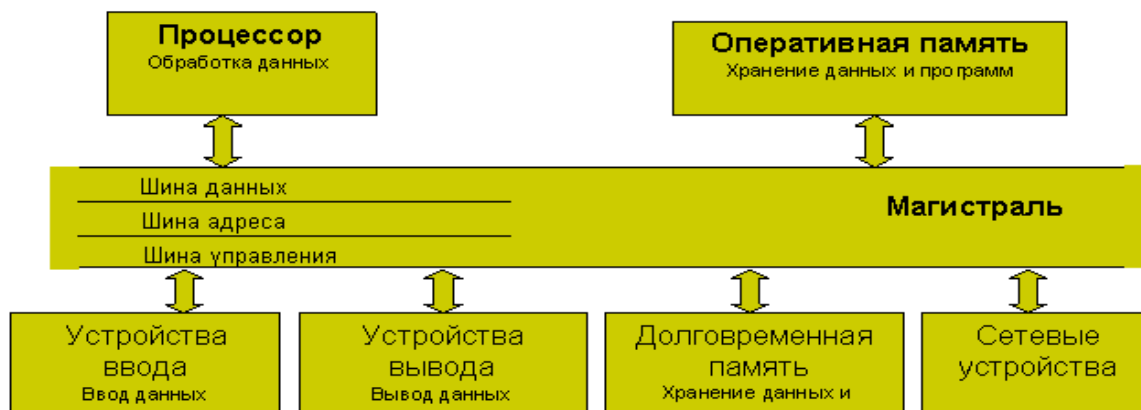 Процессор
Обработка данных
Оперативная память
Хранение данных и программ
Шина данных
Шина адреса
Шина управления
Магистраль
Устройства
ввода
Ввод данных
Устройства
вывода
Вывод данных
Долговременная
память
Хранение данных и
Сетевые
устройства